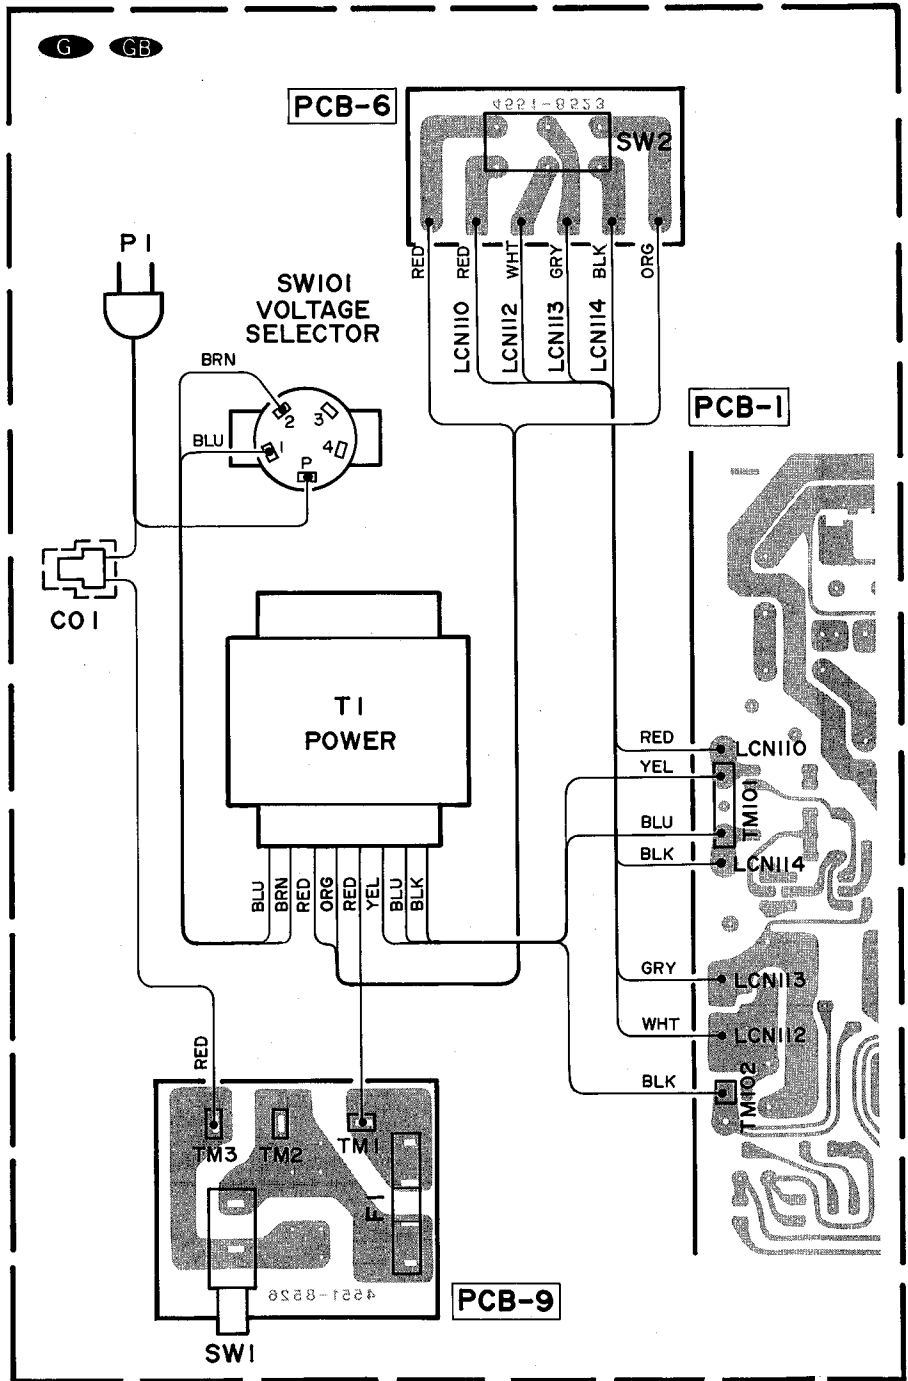 G GB
PCB-6
4551-8523
SW2
RED RED WHT GRY BLK ORG
LCN110 LCN112 LCN113 LCN114
P1
SW101
VOLTAGE
SELECTOR
BRN
BLU
2 3
1 4
P
PCB-1
CO1
T1
POWER
BLU BRN RED ORG RED YEL BLU BLK
RED LCN110
YEL
TM101
BLU
BLK LCN114
GRY LCN113
WHT LCN112
BLK TM102
RED
TM3 TM2 TM1
F1
4551-8526
PCB-9
SW1